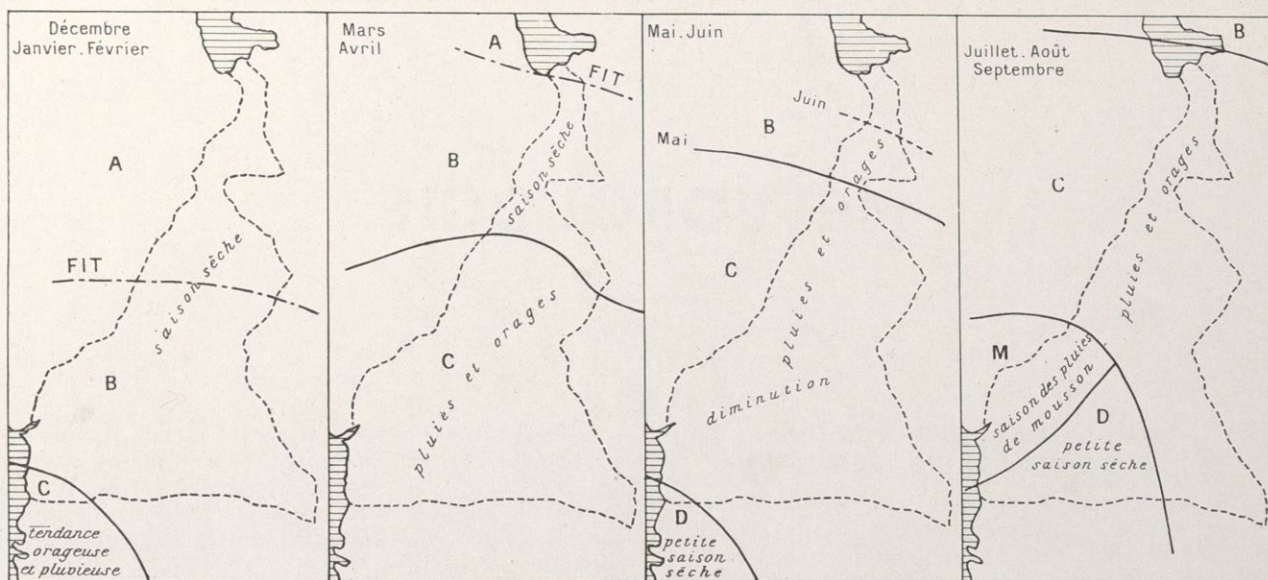 Décembre
Janvier.Février
A
FIT
saison sèche
B
C
tendance
orageuse
et pluvieuse
Mars
Avril
A
FIT
B
saison sèche
C
pluies et orages
Mai.Juin
Juin
B
Mai
C
pluies et orages
diminution
D
petite
saison
sèche
Juillet.Août
Septembre
B
C
pluies et orages
M
saison des pluies
de mousson
D
petite
saison sèche